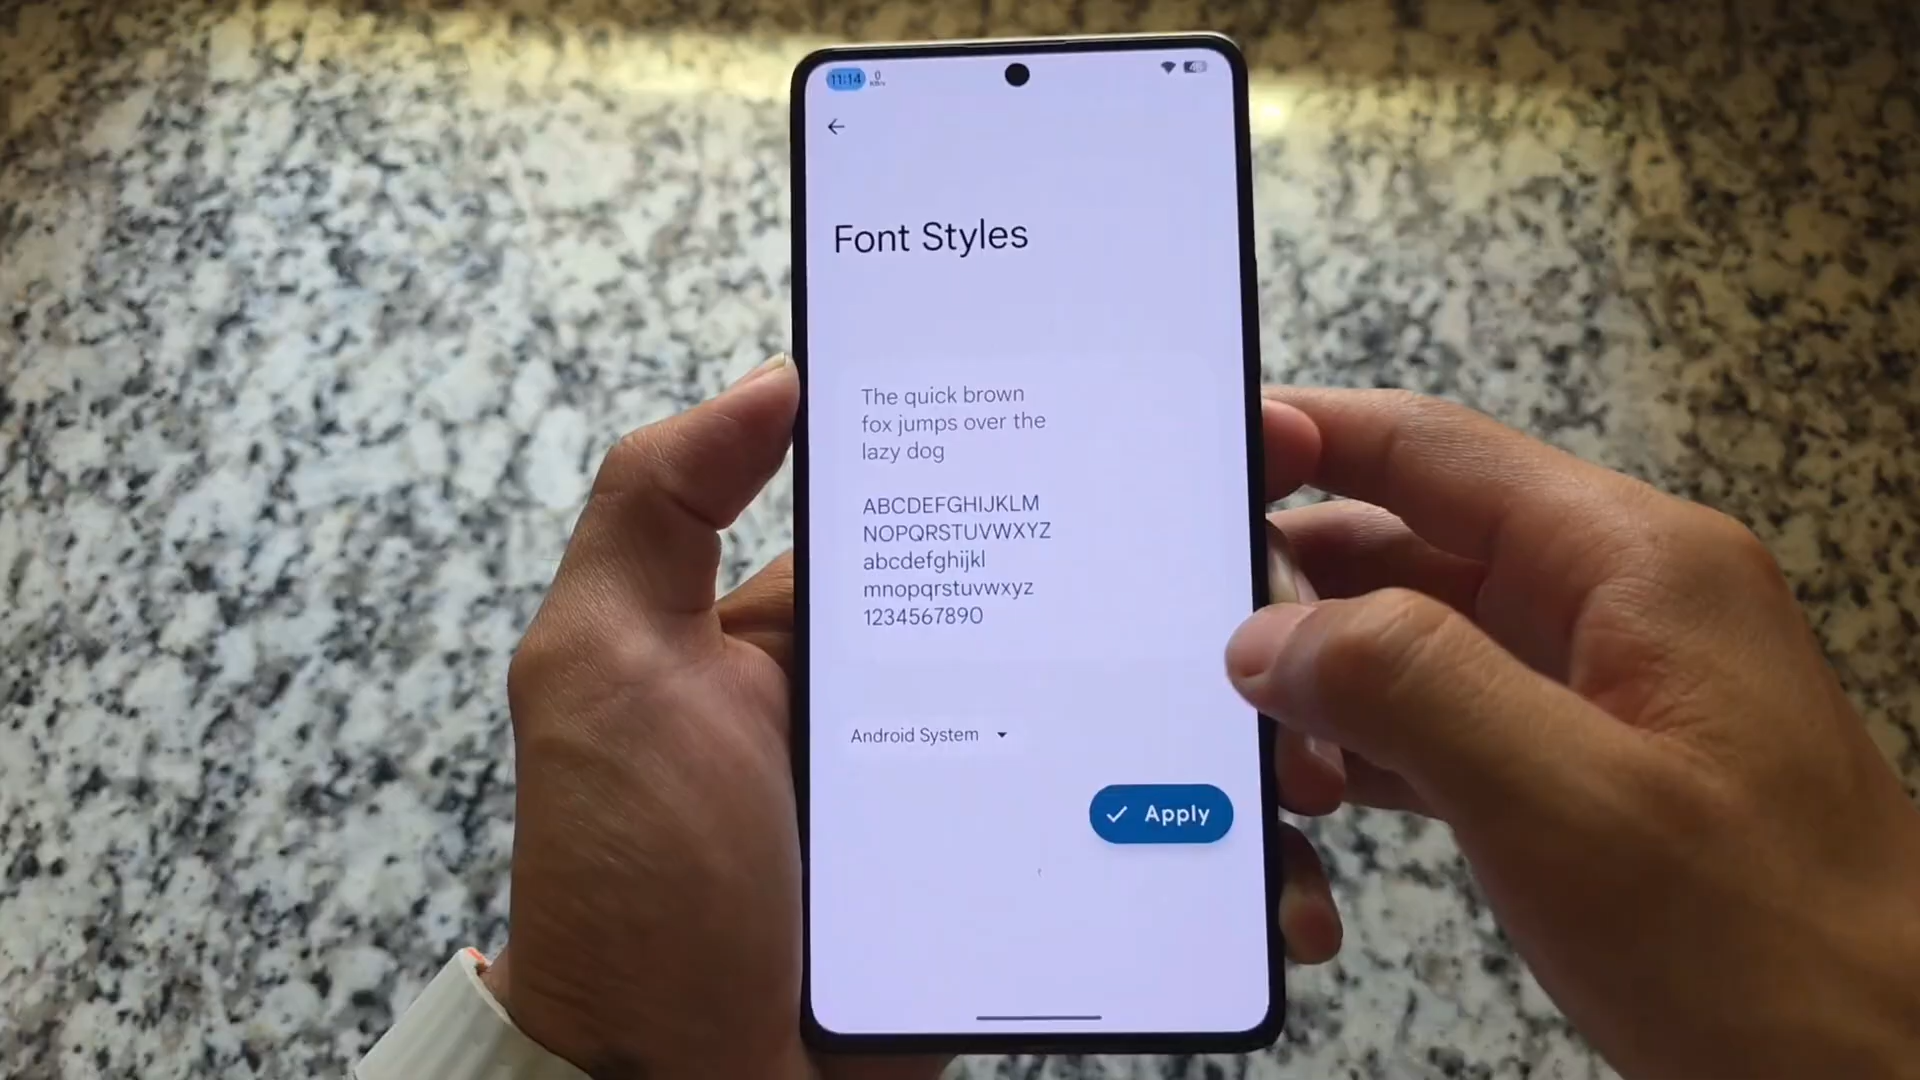 11:14 0
Font Styles
The quick brown
fox jumps over the
lazy dog
ABCDEFGHIJKLM
NOPQRSTUVWXYZ
abcdefghijkl
mnopqrstuvwxyz
1234567890
Android System
Apply